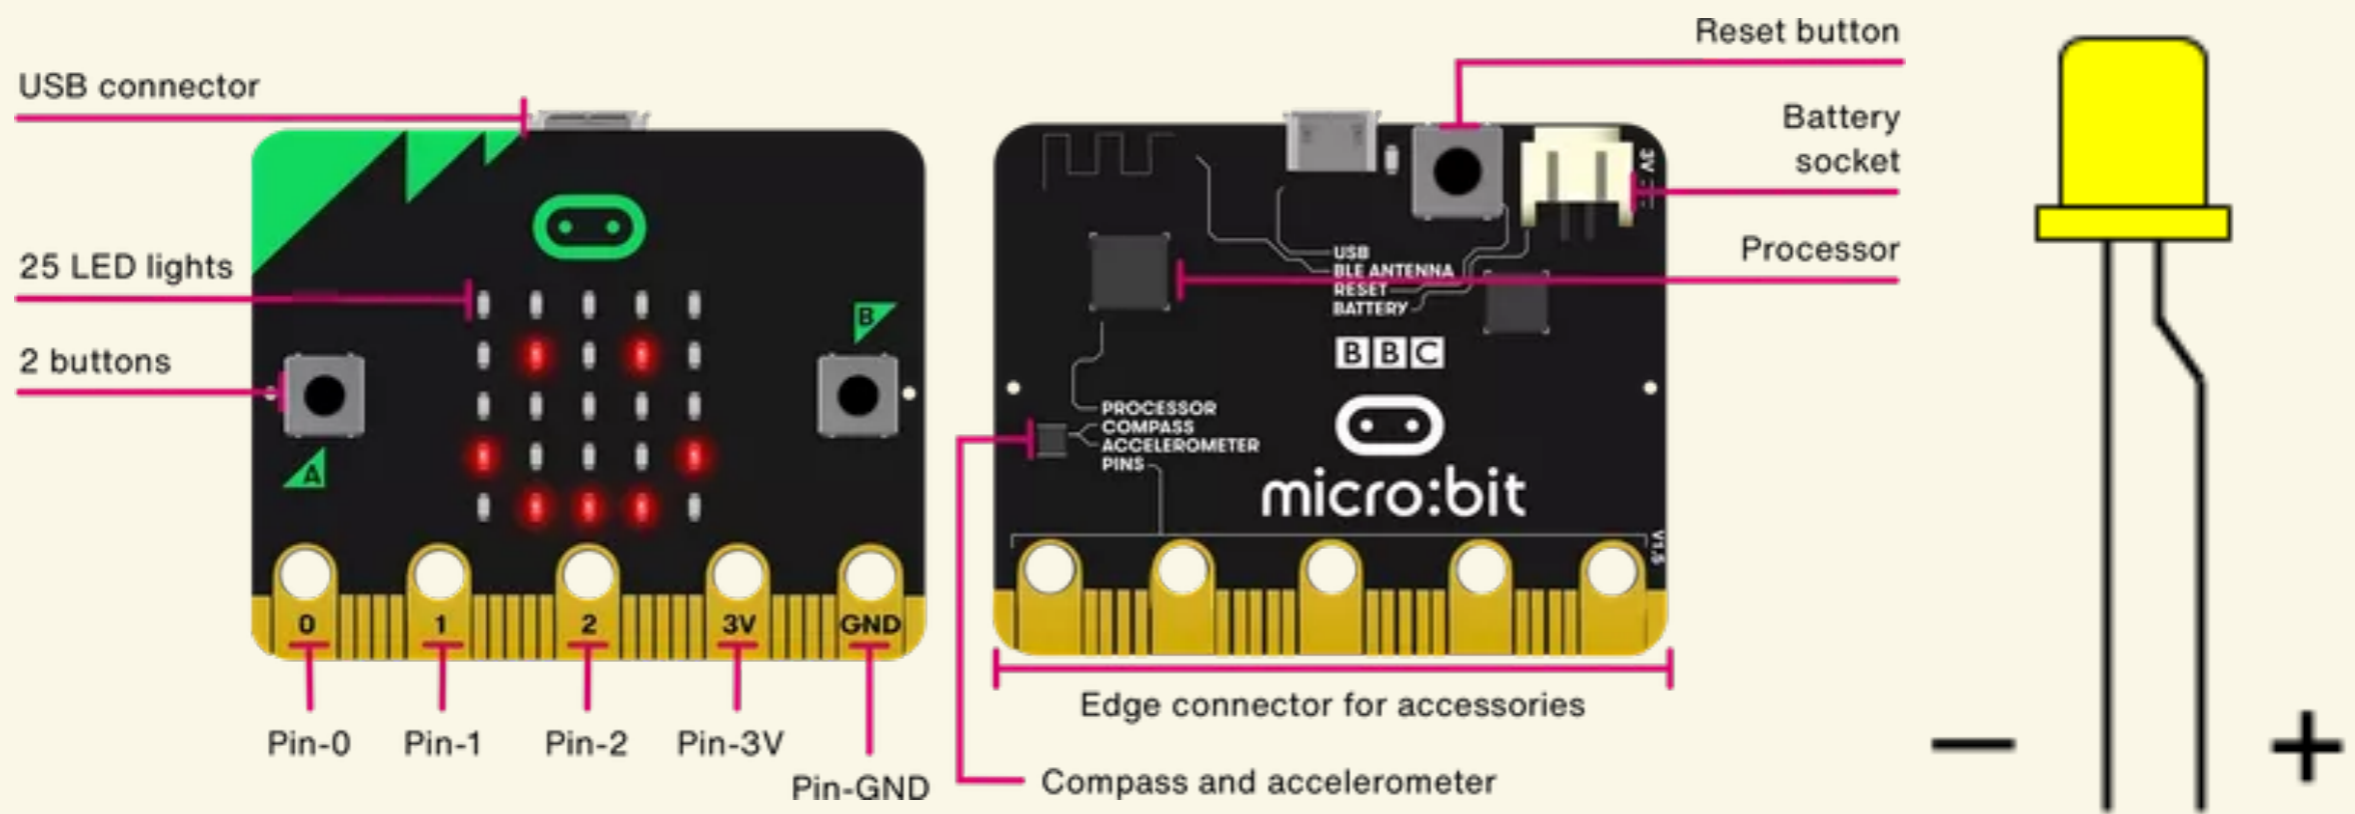 USB connector
25 LED lights
2 buttons
A
B
0 1 2 3V GND
Pin-0 Pin-1 Pin-2 Pin-3V
Pin-GND
Reset button
Battery
socket
Processor
3V
USB
BLE ANTENNA
RESET
BATTERY
BBC
PROCESSOR
COMPASS
ACCELEROMETER
PINS
micro:bit
V1.5
Edge connector for accessories
Compass and accelerometer
− +